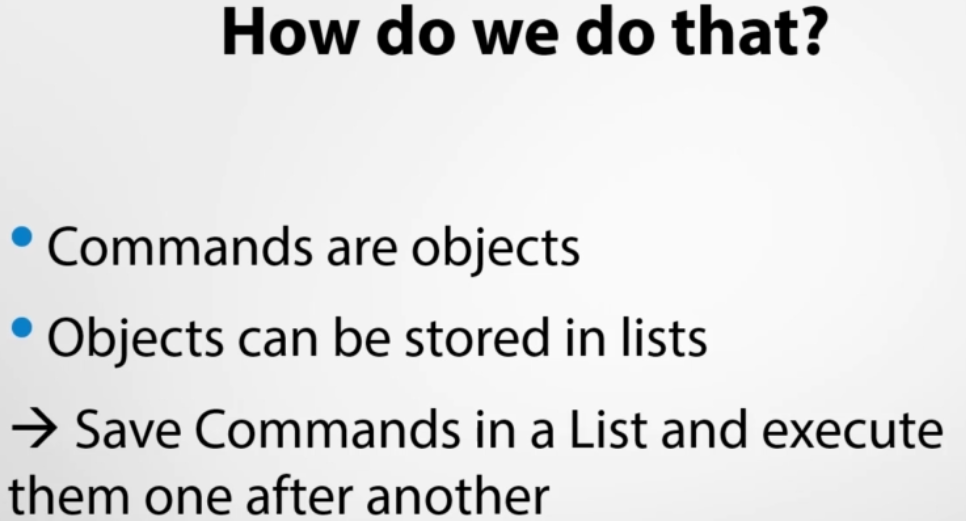 How do we do that?
• Commands are objects
• Objects can be stored in lists
→ Save Commands in a List and execute
them one after another